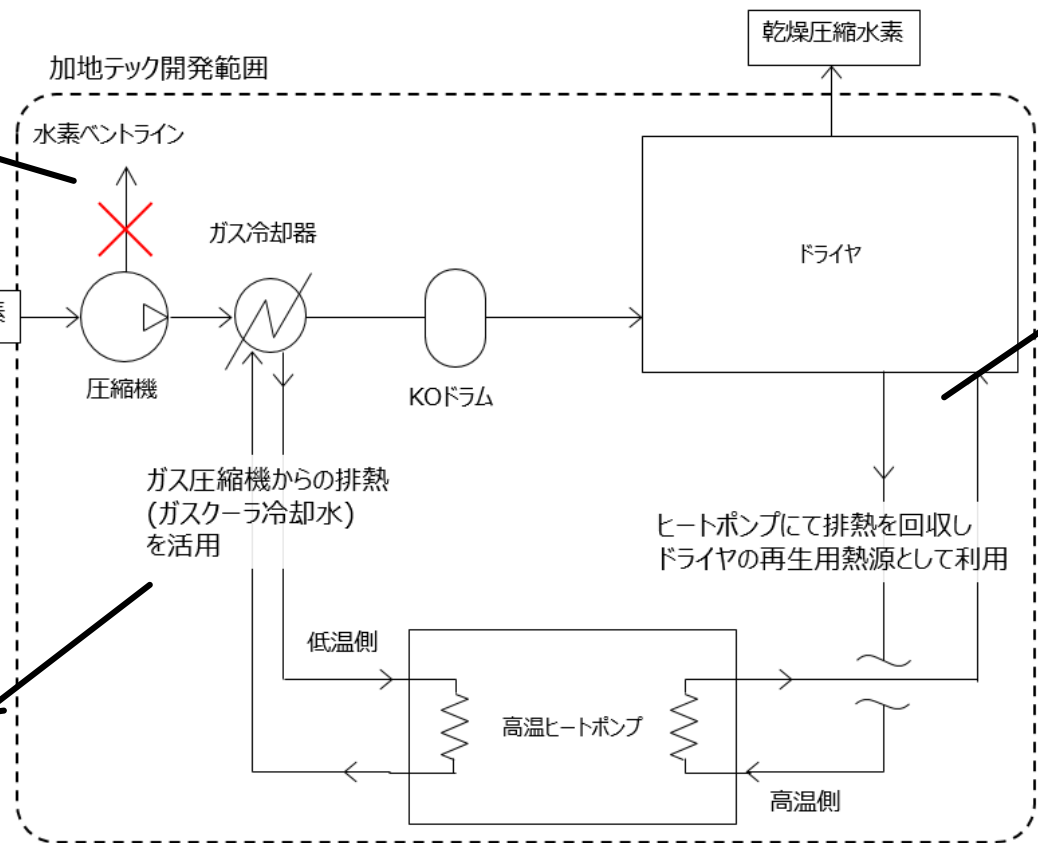 乾燥圧縮水素
加地テック開発範囲
水素ベントライン
ガス冷却器
ドライヤ
素
圧縮機
KOドラム
ガス圧縮機からの排熱
(ガスクーラ冷却水)
を活用
ヒートポンプにて排熱を回収し
ドライヤの再生用熱源として利用
低温側
高温ヒートポンプ
高温側